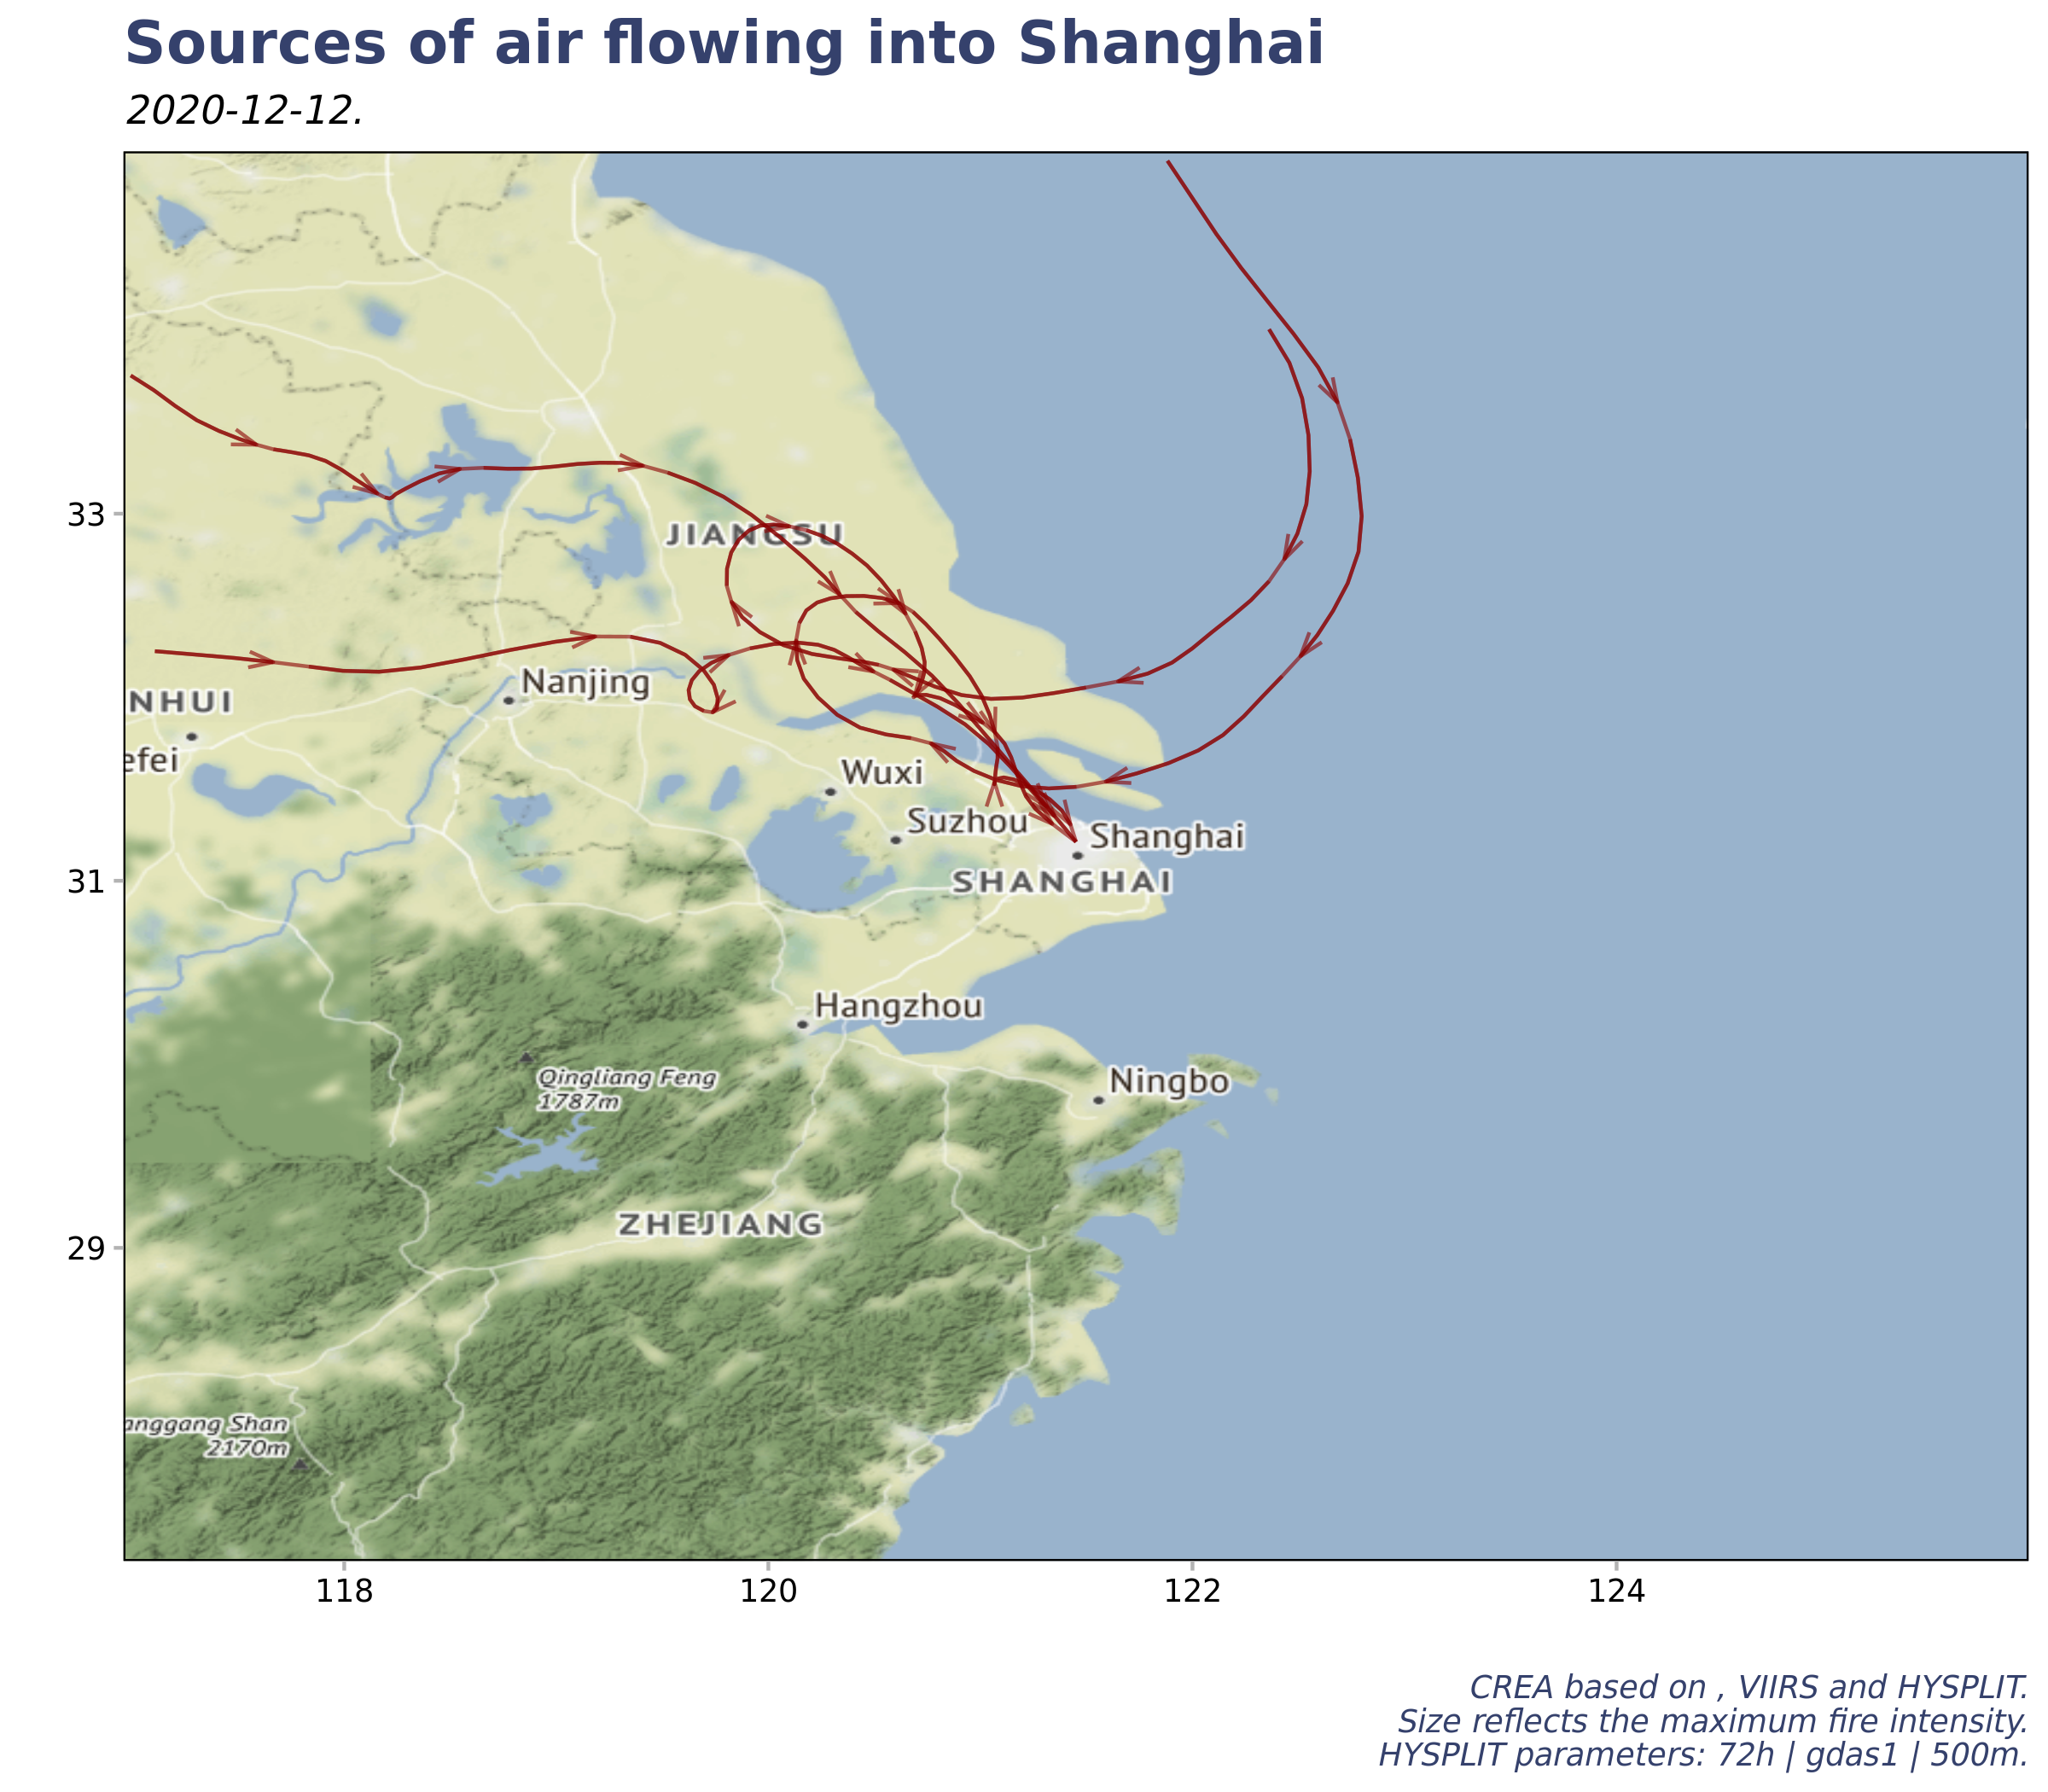 Sources of air flowing into Shanghai
2020-12-12.
33
31
29
118
120
122
124
JIANGSU
Nanjing
NHUI
efei
Wuxi
Suzhou
Shanghai
SHANGHAI
Hangzhou
Qingliang Feng
1787m
Ningbo
ZHEJIANG
anggang Shan
2170m
CREA based on , VIIRS and HYSPLIT.
Size reflects the maximum fire intensity.
HYSPLIT parameters: 72h | gdas1 | 500m.